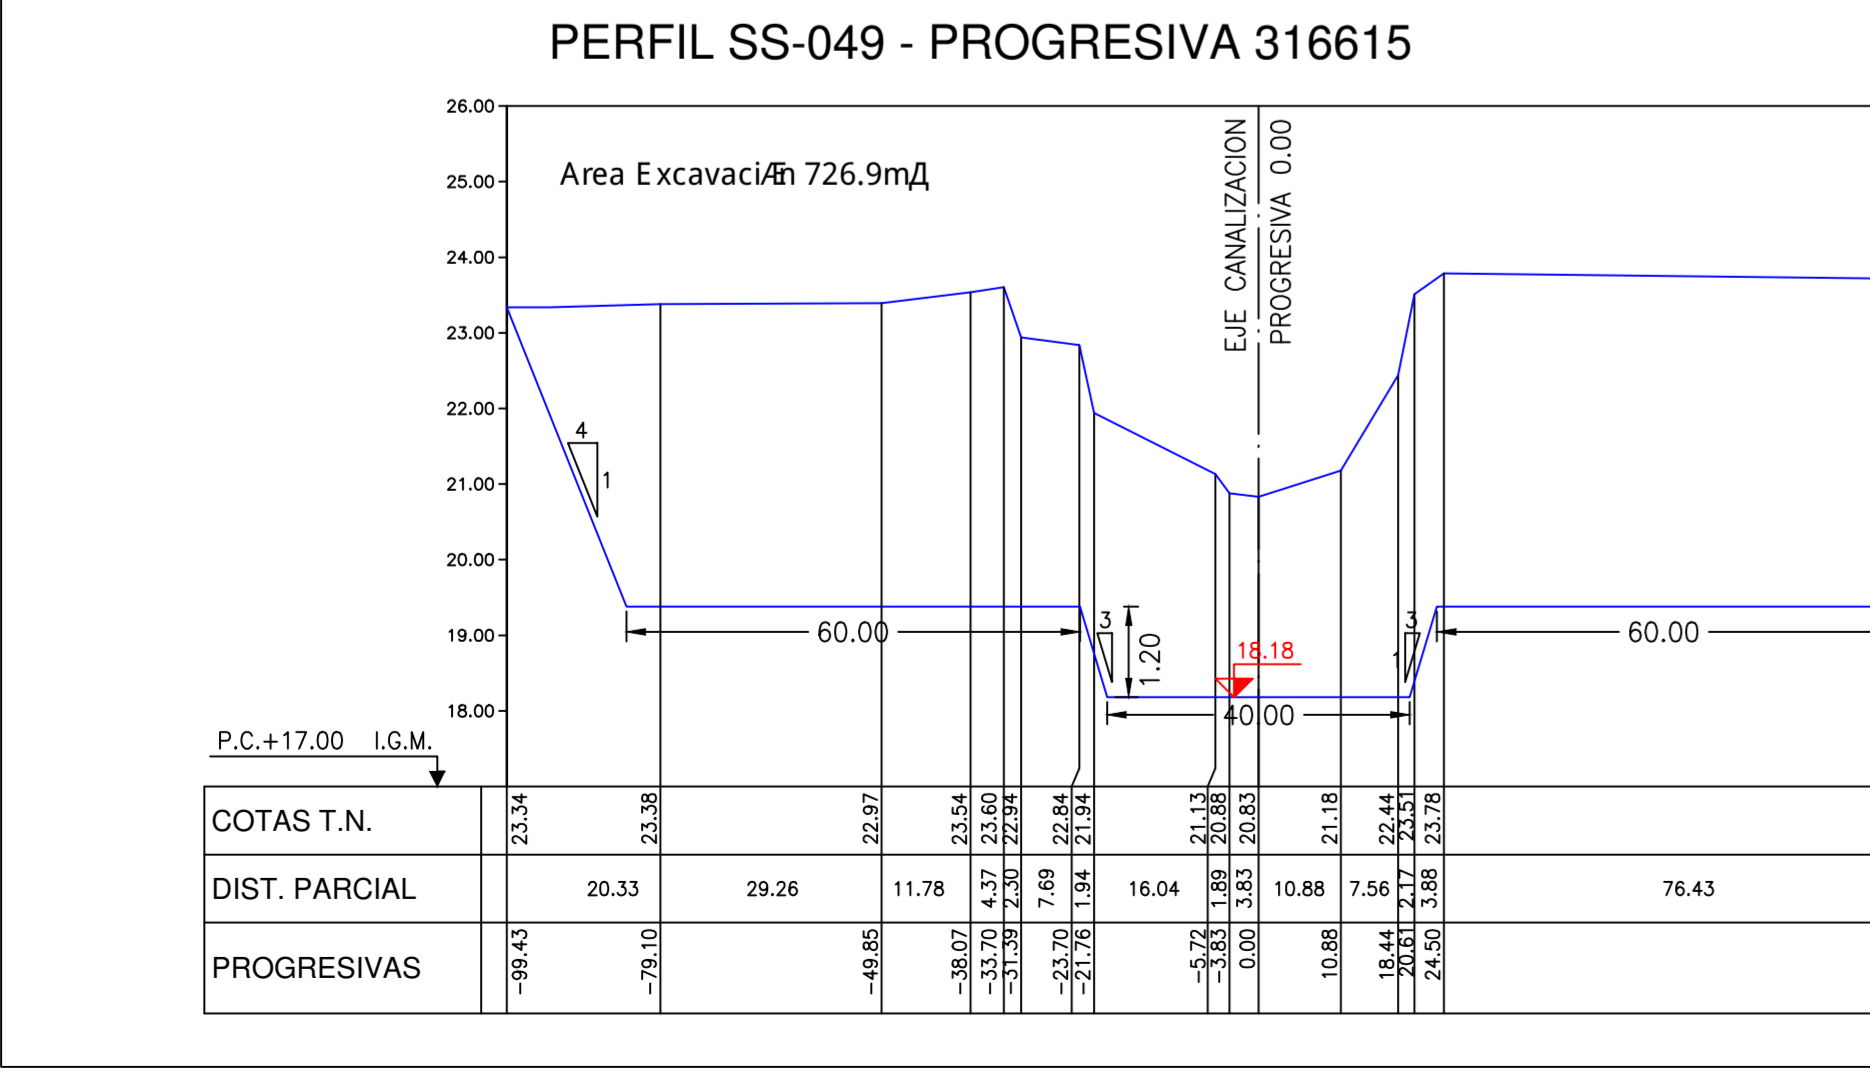 PERFIL SS-049 - PROGRESIVA 316615
26.00
25.00
24.00
23.00
22.00
21.00
20.00
19.00
18.00
Area ExcavaciÆn 726.9mД
EJE CANALIZACION
PROGRESIVA 0.00
4
1
60.00
3
1.20
18.18
40.00
3
1
60.00
P.C.+17.00 I.G.M.
COTAS T.N. 23.34 23.38 22.97 23.54 23.60 22.94 22.84 21.94 21.13 20.88 20.83 21.18 22.44 23.51 23.78
DIST. PARCIAL 20.33 29.26 11.78 4.37 2.30 7.69 1.94 16.04 1.89 3.83 10.88 7.56 2.17 3.88 76.43
PROGRESIVAS -99.43 -79.10 -49.85 -38.07 -33.70 -31.39 -23.70 -21.76 -5.72 -3.83 0.00 10.88 18.44 20.61 24.50